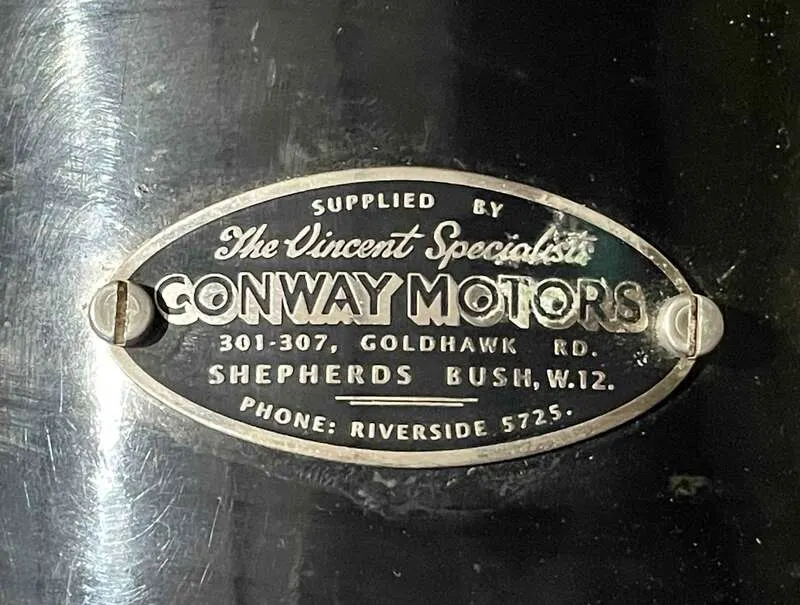 SUPPLIED BY
The Vincent Specialists
CONWAY MOTORS
301-307, GOLDHAWK RD.
SHEPHERDS BUSH, W.12.
PHONE: RIVERSIDE 5725.